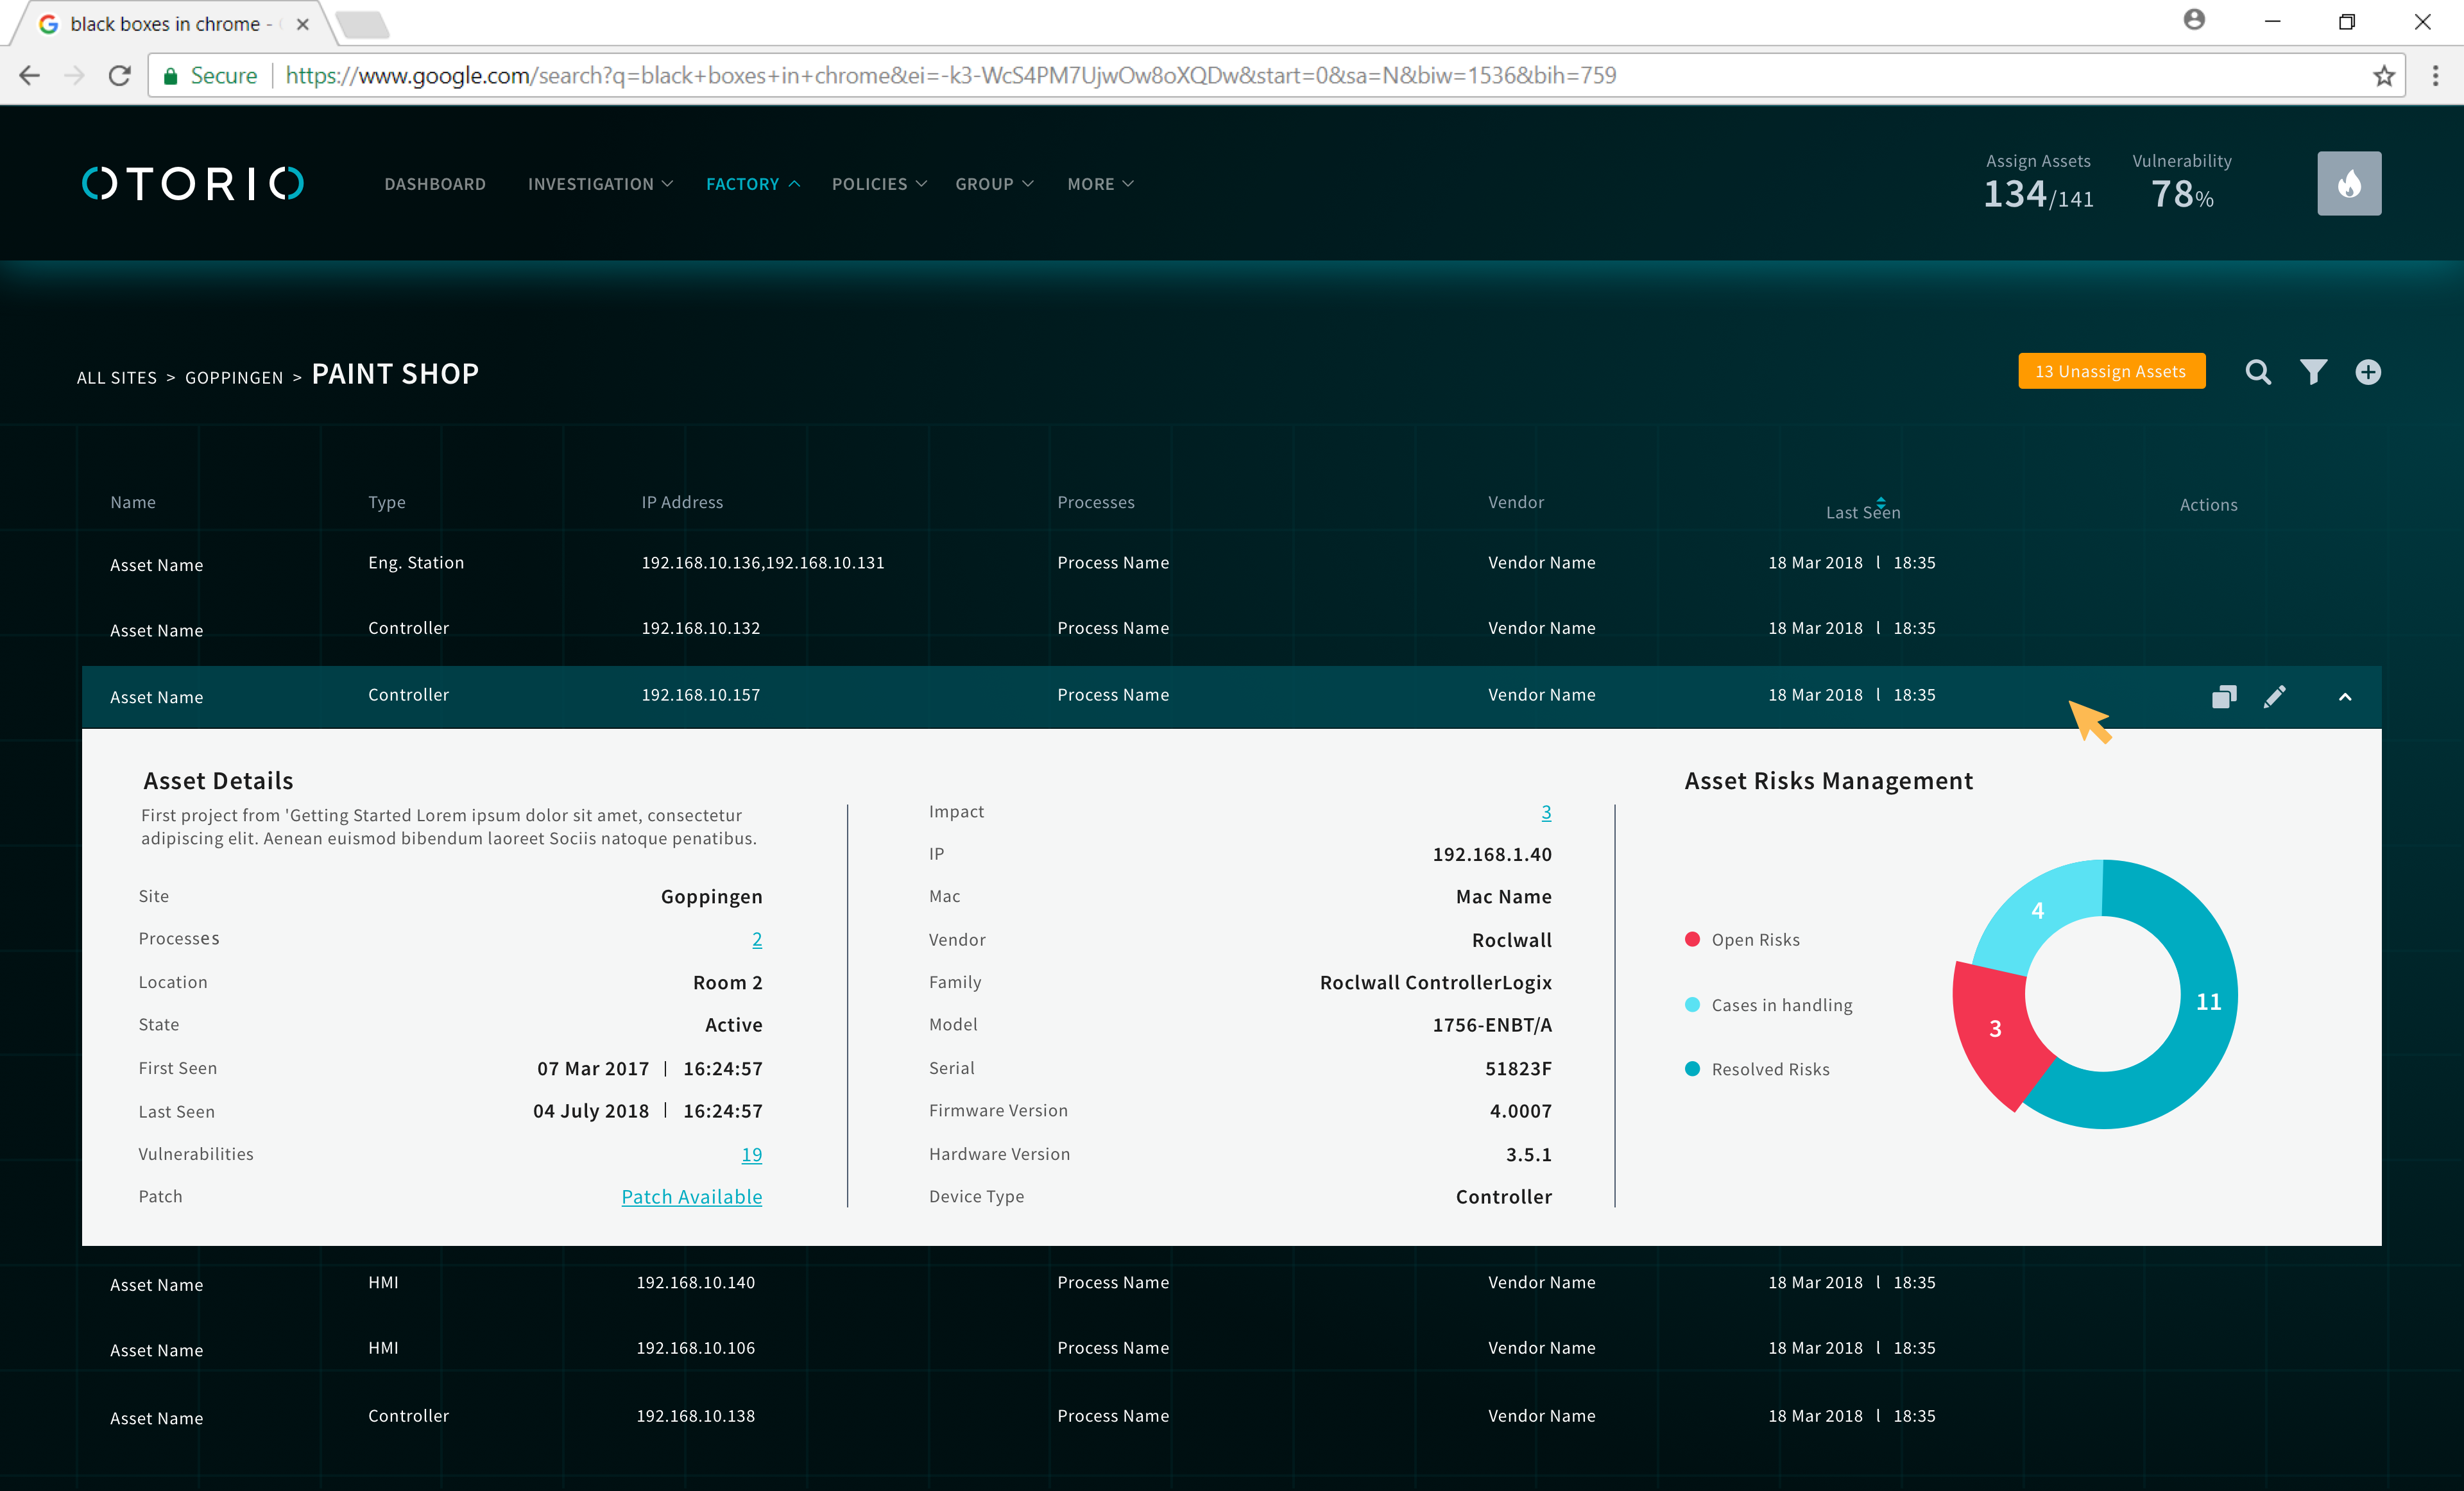 black boxes in chrome -
Secure https://www.google.com/search?q=black+boxes+in+chrome&ei=-k3-WcS4PM7UjwOw8oXQDw&start=0&sa=N&biw=1536&bih=759
OTORIO DASHBOARD INVESTIGATION FACTORY POLICIES GROUP MORE
Assign Assets Vulnerability
134/141 78%
ALL SITES > GOPPINGEN > PAINT SHOP
13 Unassign Assets
Name Type IP Address Processes Vendor Last Seen Actions
Asset Name Eng. Station 192.168.10.136,192.168.10.131 Process Name Vendor Name 18 Mar 2018 l 18:35
Asset Name Controller 192.168.10.132 Process Name Vendor Name 18 Mar 2018 l 18:35
Asset Name Controller 192.168.10.157 Process Name Vendor Name 18 Mar 2018 l 18:35
Asset Details
First project from 'Getting Started Lorem ipsum dolor sit amet, consectetur
adipiscing elit. Aenean euismod bibendum laoreet Sociis natoque penatibus.
Site Goppingen
Processes 2
Location Room 2
State Active
First Seen 07 Mar 2017 | 16:24:57
Last Seen 04 July 2018 | 16:24:57
Vulnerabilities 19
Patch Patch Available
Impact 3
IP 192.168.1.40
Mac Mac Name
Vendor Roclwall
Family Roclwall ControllerLogix
Model 1756-ENBT/A
Serial 51823F
Firmware Version 4.0007
Hardware Version 3.5.1
Device Type Controller
Asset Risks Management
Open Risks
Cases in handling
Resolved Risks
4
11
3
Asset Name HMI 192.168.10.140 Process Name Vendor Name 18 Mar 2018 l 18:35
Asset Name HMI 192.168.10.106 Process Name Vendor Name 18 Mar 2018 l 18:35
Asset Name Controller 192.168.10.138 Process Name Vendor Name 18 Mar 2018 l 18:35